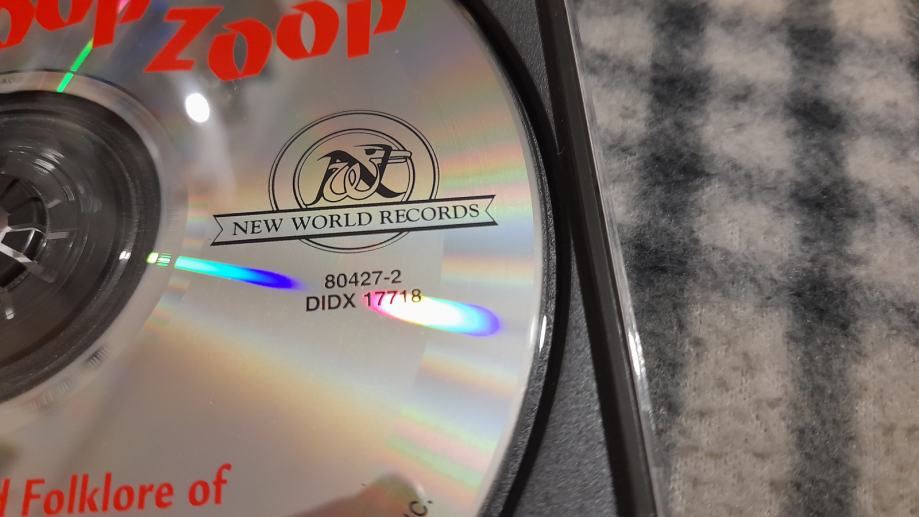 Zoop
NEW WORLD RECORDS
80427-2
DIDX 17718
Folklore of